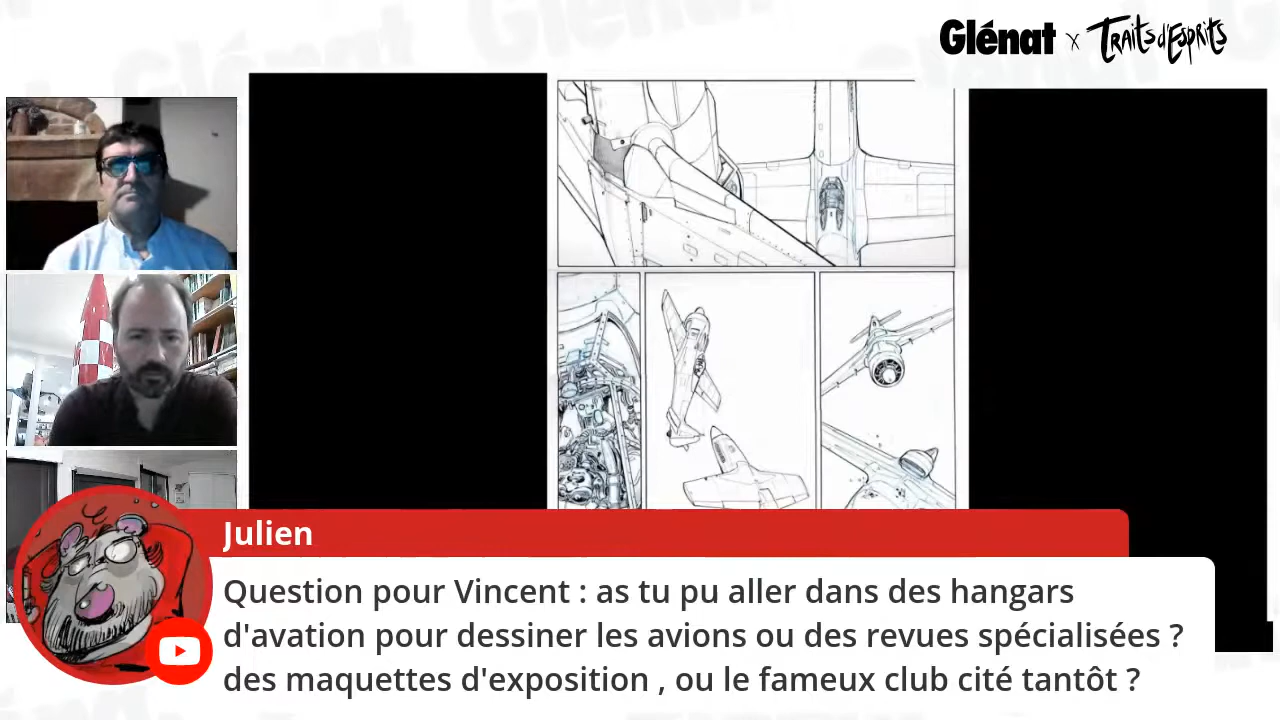 Glénat x Traits d'Esprits
Julien
Question pour Vincent : as tu pu aller dans des hangars
d'avation pour dessiner les avions ou des revues spécialisées ?
des maquettes d'exposition , ou le fameux club cité tantôt ?